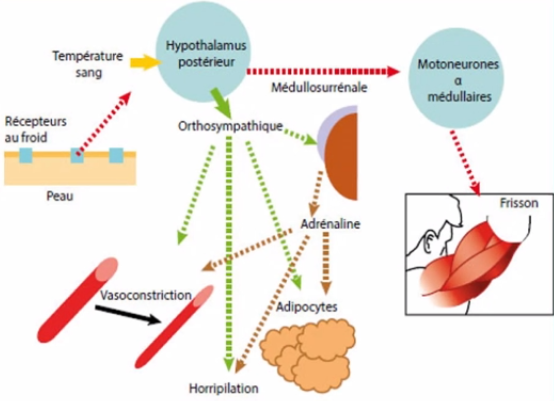 Hypothalamus
postérieur
Température
sang
Motoneurones
α
médullaires
Médullosurrénale
Récepteurs
au froid
Orthosympathique
Peau
Frisson
Adrénaline
Vasoconstriction
Adipocytes
Horripilation